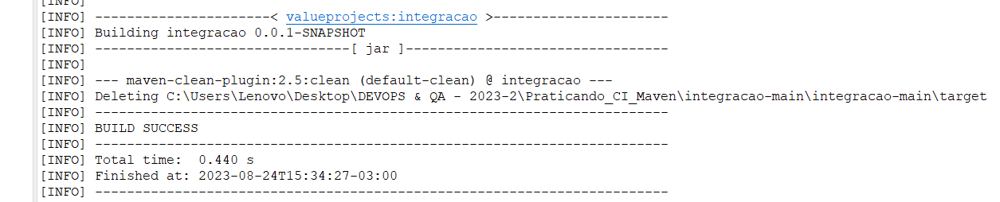 [INFO]
[INFO] ----------------------< valueprojects:integracao >----------------------
[INFO] Building integracao 0.0.1-SNAPSHOT
[INFO] --------------------------------[ jar ]---------------------------------
[INFO]
[INFO] --- maven-clean-plugin:2.5:clean (default-clean) @ integracao ---
[INFO] Deleting C:\Users\Lenovo\Desktop\DEVOPS & QA - 2023-2\Praticando_CI_Maven\integracao-main\integracao-main\target
[INFO] ------------------------------------------------------------------------
[INFO] BUILD SUCCESS
[INFO] ------------------------------------------------------------------------
[INFO] Total time:  0.440 s
[INFO] Finished at: 2023-08-24T15:34:27-03:00
[INFO] ------------------------------------------------------------------------